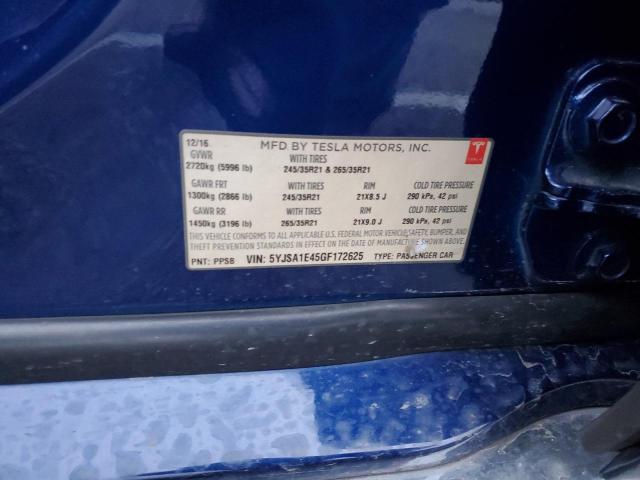 12/16 MFD BY TESLA MOTORS, INC.
GVWR WITH TIRES
2720kg (5996 lb) 245/35R21 & 265/35R21
TESLA
GAWR FRT WITH TIRES RIM COLD TIRE PRESSURE
1300kg (2866 lb) 245/35R21 21X8.5 J 290 kPa, 42 psi
GAWR RR WITH TIRES RIM COLD TIRE PRESSURE
1450kg (3196 lb) 265/35R21 21X9.0 J 290 kPa, 42 psi
THIS VEHICLE CONFORMS TO ALL APPLICABLE U.S. FEDERAL MOTOR VEHICLE SAFETY, BUMPER, AND
THEFT PREVENTION STANDARDS IN EFFECT ON THE DATE OF MANUFACTURE SHOWN ABOVE.
PNT: PPSB VIN: 5YJSA1E45GF172625 TYPE: PASSENGER CAR